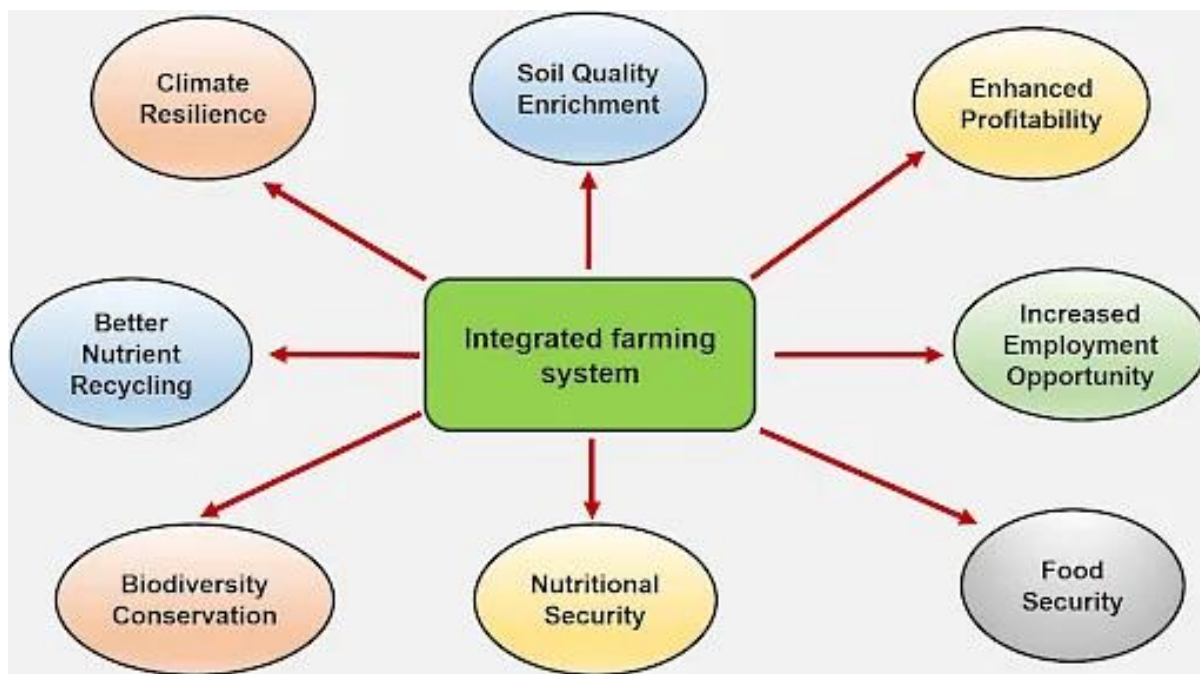 Climate
Resilience
Soil Quality
Enrichment
Enhanced
Profitability
Better
Nutrient
Recycling
Integrated farming
system
Increased
Employment
Opportunity
Biodiversity
Conservation
Nutritional
Security
Food
Security